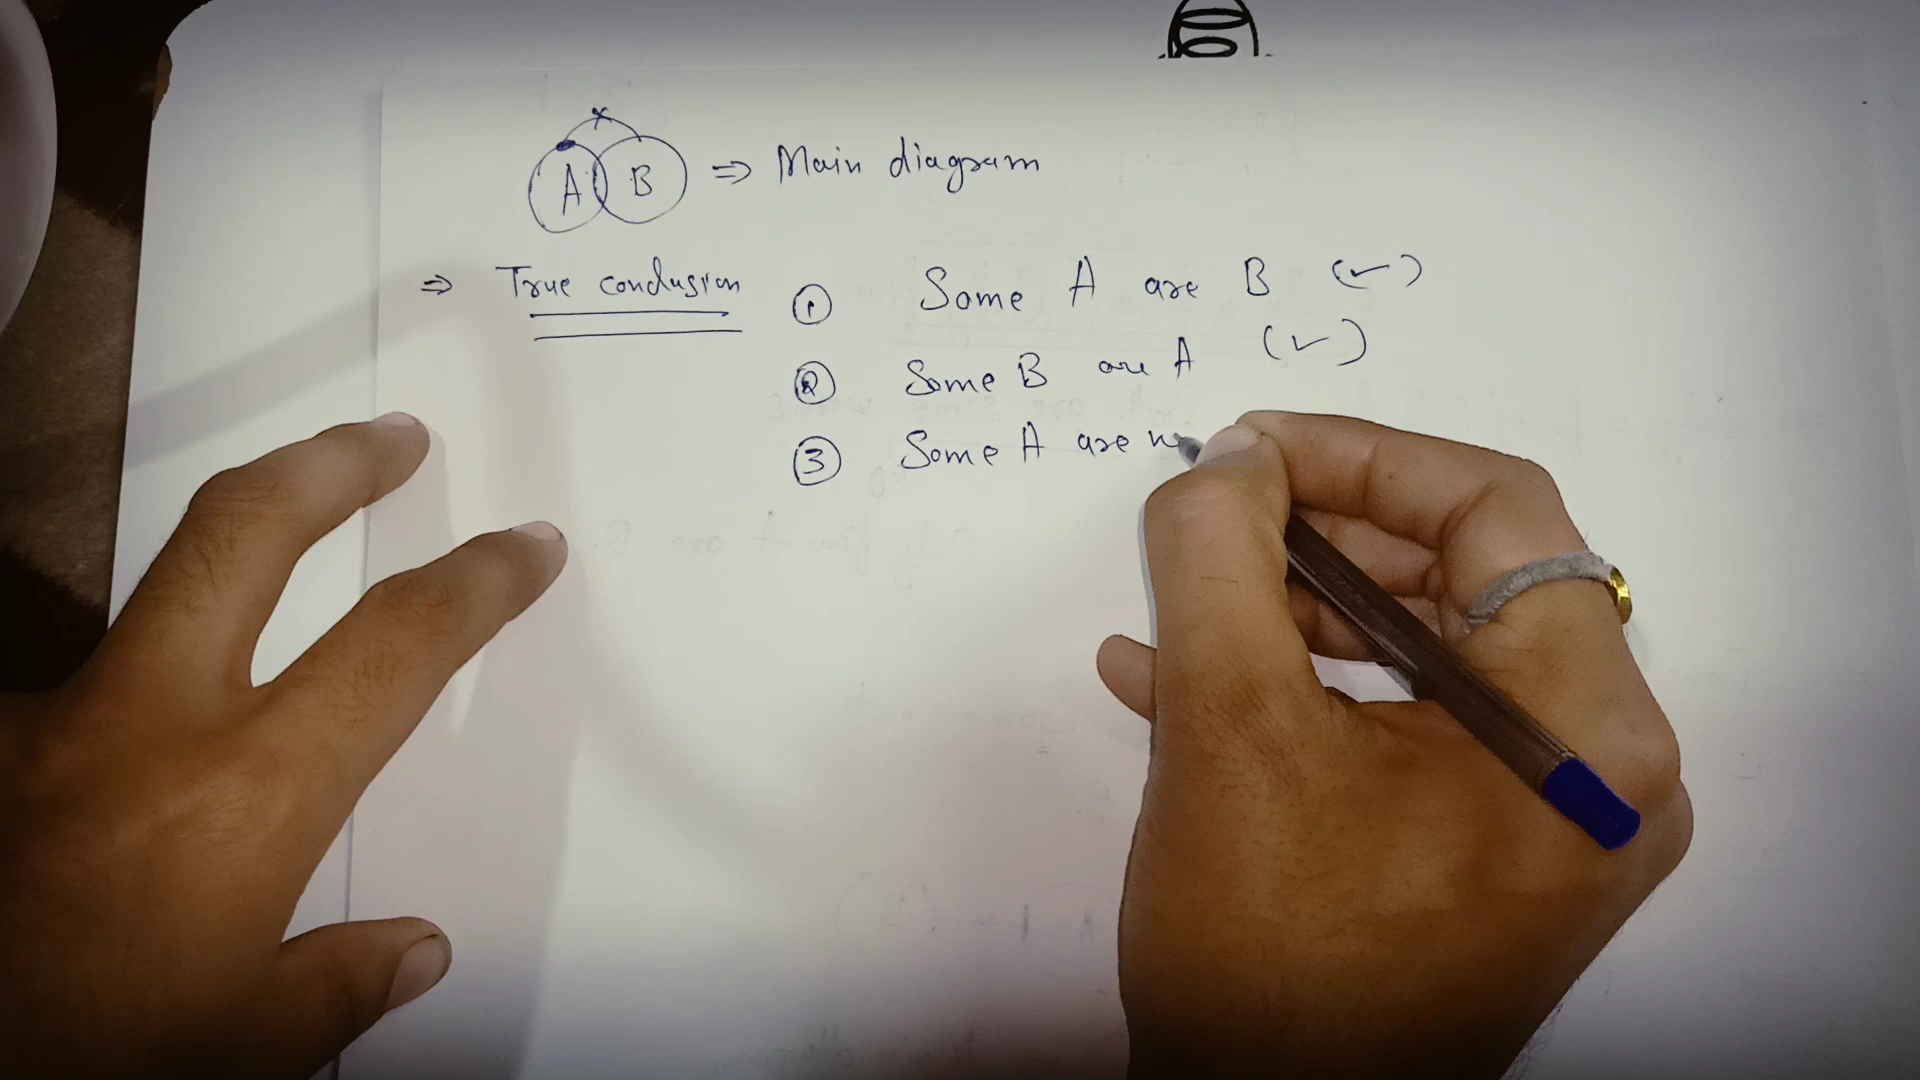 A B ⇒ Main diagram
⇒ True conclusion
① Some A are B (✓)
② Some B are A (✓)
③ Some A are